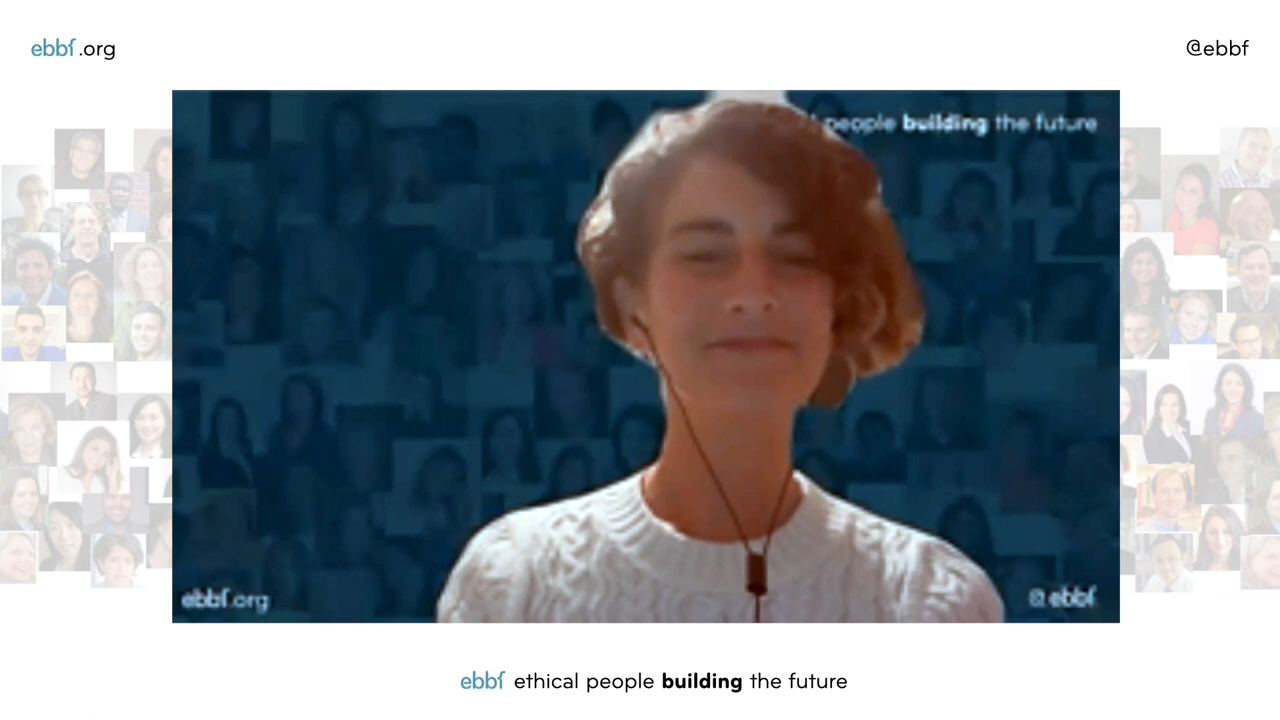 ebbf.org
@ebbf
people building the future
ebbf.org
@ebbf
ebbf ethical people building the future